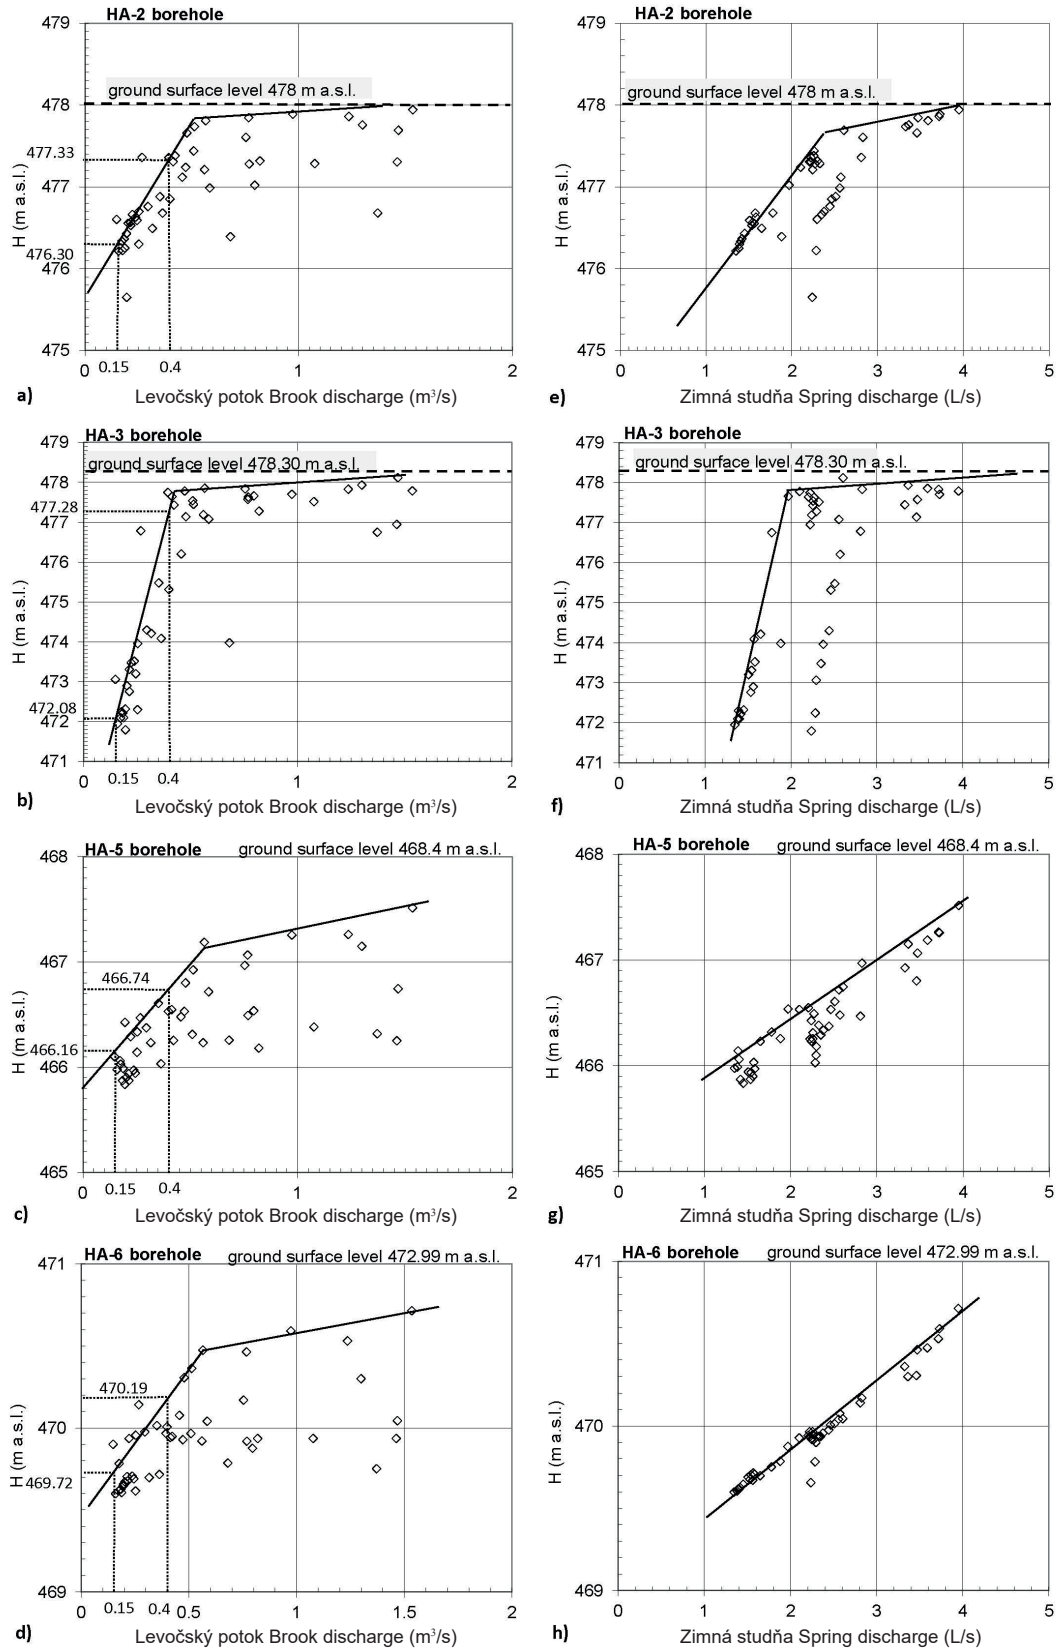 HA-2 borehole
479
ground surface level 478 m a.s.l.
478
477.33
477
H (m a.s.l.)
476.30
476
475
0 0.15 0.4 1 2
a) Levočský potok Brook discharge (m³/s)
HA-2 borehole
479
ground surface level 478 m a.s.l.
478
477
H (m a.s.l.)
476
475
0 1 2 3 4 5
e) Zimná studňa Spring discharge (L/s)
HA-3 borehole
479
ground surface level 478.30 m a.s.l.
478
477.28
477
476
475
H (m a.s.l.)
474
473
472.08
472
471
0 0.15 0.4 1 2
b) Levočský potok Brook discharge (m³/s)
HA-3 borehole
479
ground surface level 478.30 m a.s.l.
478
477
476
475
H (m a.s.l.)
474
473
472
471
0 1 2 3 4 5
f) Zimná studňa Spring discharge (L/s)
HA-5 borehole ground surface level 468.4 m a.s.l.
468
467
466.74
H (m a.s.l.)
466.16
466
465
0 0.15 0.4 1 2
c) Levočský potok Brook discharge (m³/s)
HA-5 borehole ground surface level 468.4 m a.s.l.
468
467
H (m a.s.l.)
466
465
0 1 2 3 4 5
g) Zimná studňa Spring discharge (L/s)
HA-6 borehole ground surface level 472.99 m a.s.l.
471
470.19
470
H (m a.s.l.)
469.72
469
0 0.15 0.4 0.5 1 1.5 2
d) Levočský potok Brook discharge (m³/s)
HA-6 borehole ground surface level 472.99 m a.s.l.
471
470
H (m a.s.l.)
469
0 1 2 3 4 5
h) Zimná studňa Spring discharge (L/s)